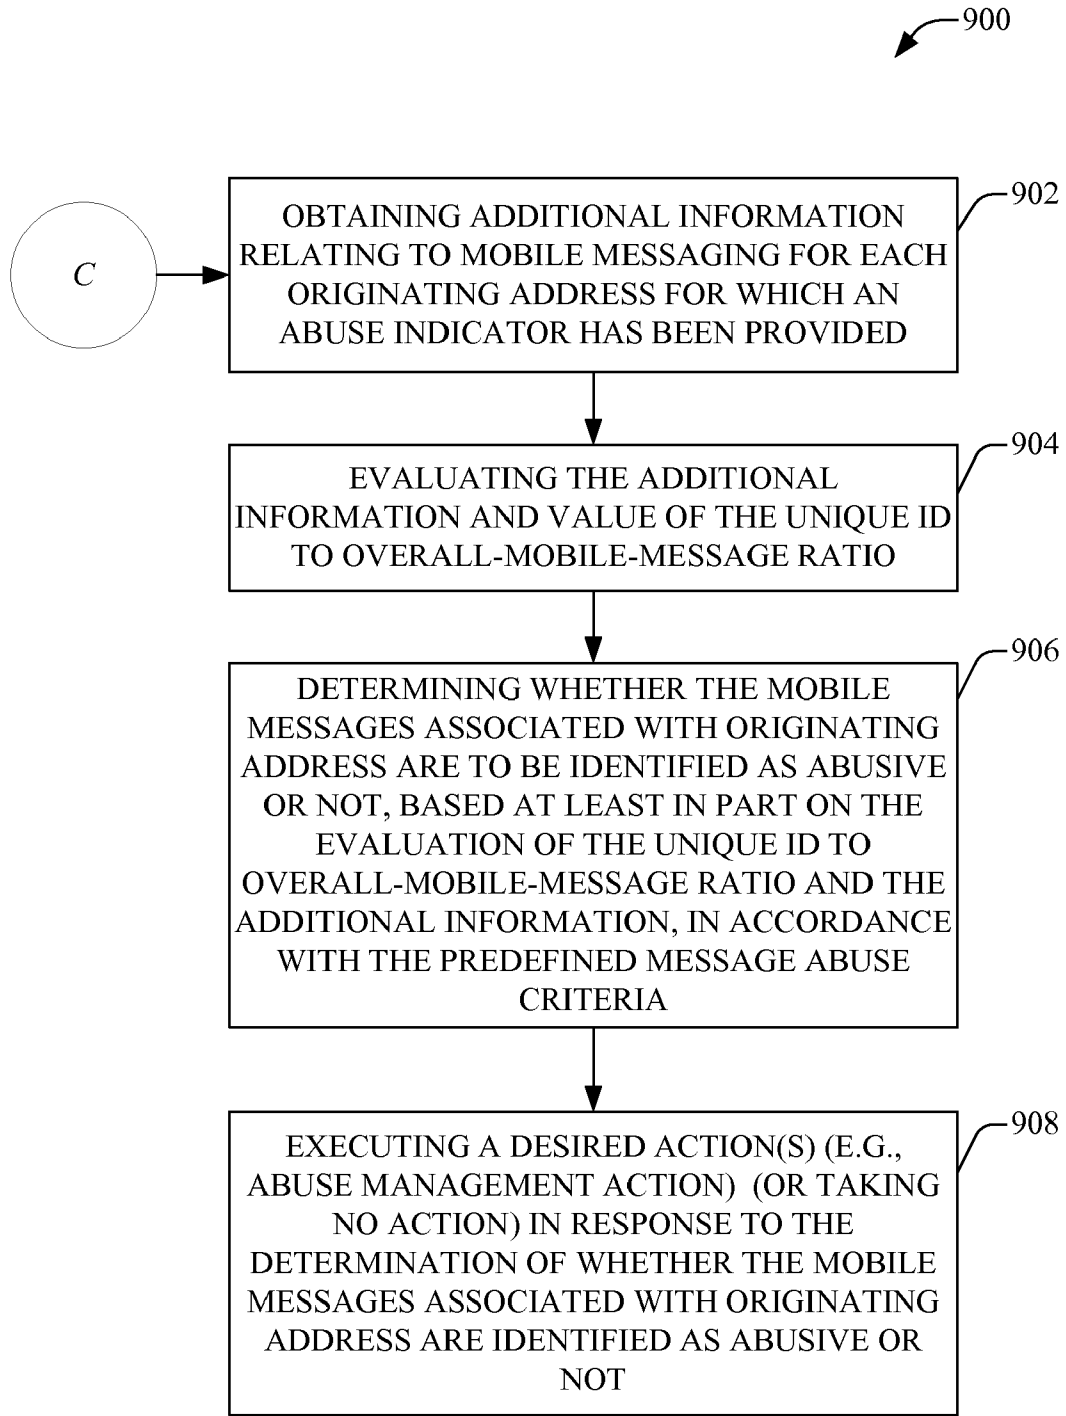 900
902
OBTAINING ADDITIONAL INFORMATION
RELATING TO MOBILE MESSAGING FOR EACH
ORIGINATING ADDRESS FOR WHICH AN
ABUSE INDICATOR HAS BEEN PROVIDED
C
904
EVALUATING THE ADDITIONAL
INFORMATION AND VALUE OF THE UNIQUE ID
TO OVERALL-MOBILE-MESSAGE RATIO
906
DETERMINING WHETHER THE MOBILE
MESSAGES ASSOCIATED WITH ORIGINATING
ADDRESS ARE TO BE IDENTIFIED AS ABUSIVE
OR NOT, BASED AT LEAST IN PART ON THE
EVALUATION OF THE UNIQUE ID TO
OVERALL-MOBILE-MESSAGE RATIO AND THE
ADDITIONAL INFORMATION, IN ACCORDANCE
WITH THE PREDEFINED MESSAGE ABUSE
CRITERIA
908
EXECUTING A DESIRED ACTION(S) (E.G.,
ABUSE MANAGEMENT ACTION) (OR TAKING
NO ACTION) IN RESPONSE TO THE
DETERMINATION OF WHETHER THE MOBILE
MESSAGES ASSOCIATED WITH ORIGINATING
ADDRESS ARE IDENTIFIED AS ABUSIVE OR
NOT